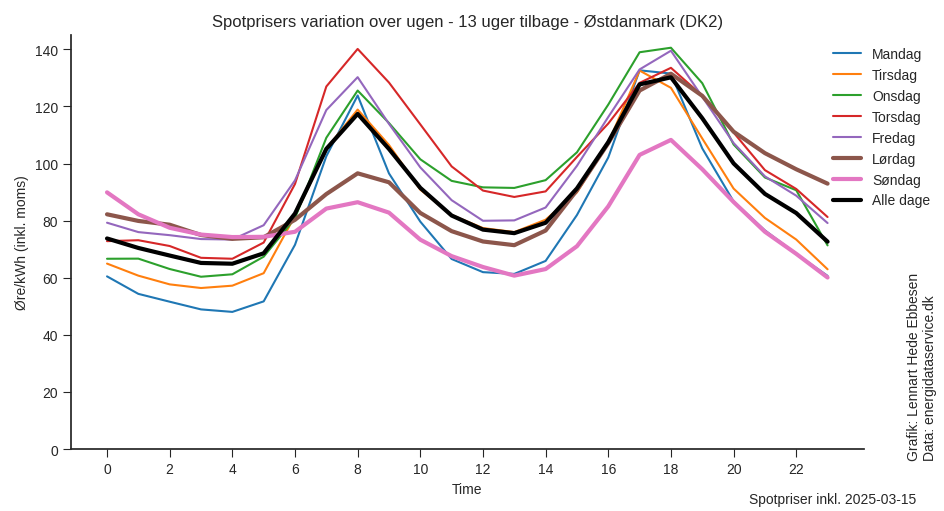 Spotprisers variation over ugen - 13 uger tilbage - Østdanmark (DK2)
Øre/kWh (inkl. moms)
140
120
100
80
60
40
20
0
0 2 4 6 8 10 12 14 16 18 20 22
Time
Mandag
Tirsdag
Onsdag
Torsdag
Fredag
Lørdag
Søndag
Alle dage
Grafik: Lennart Hede Ebbesen
Data: energidataservice.dk
Spotpriser inkl. 2025-03-15